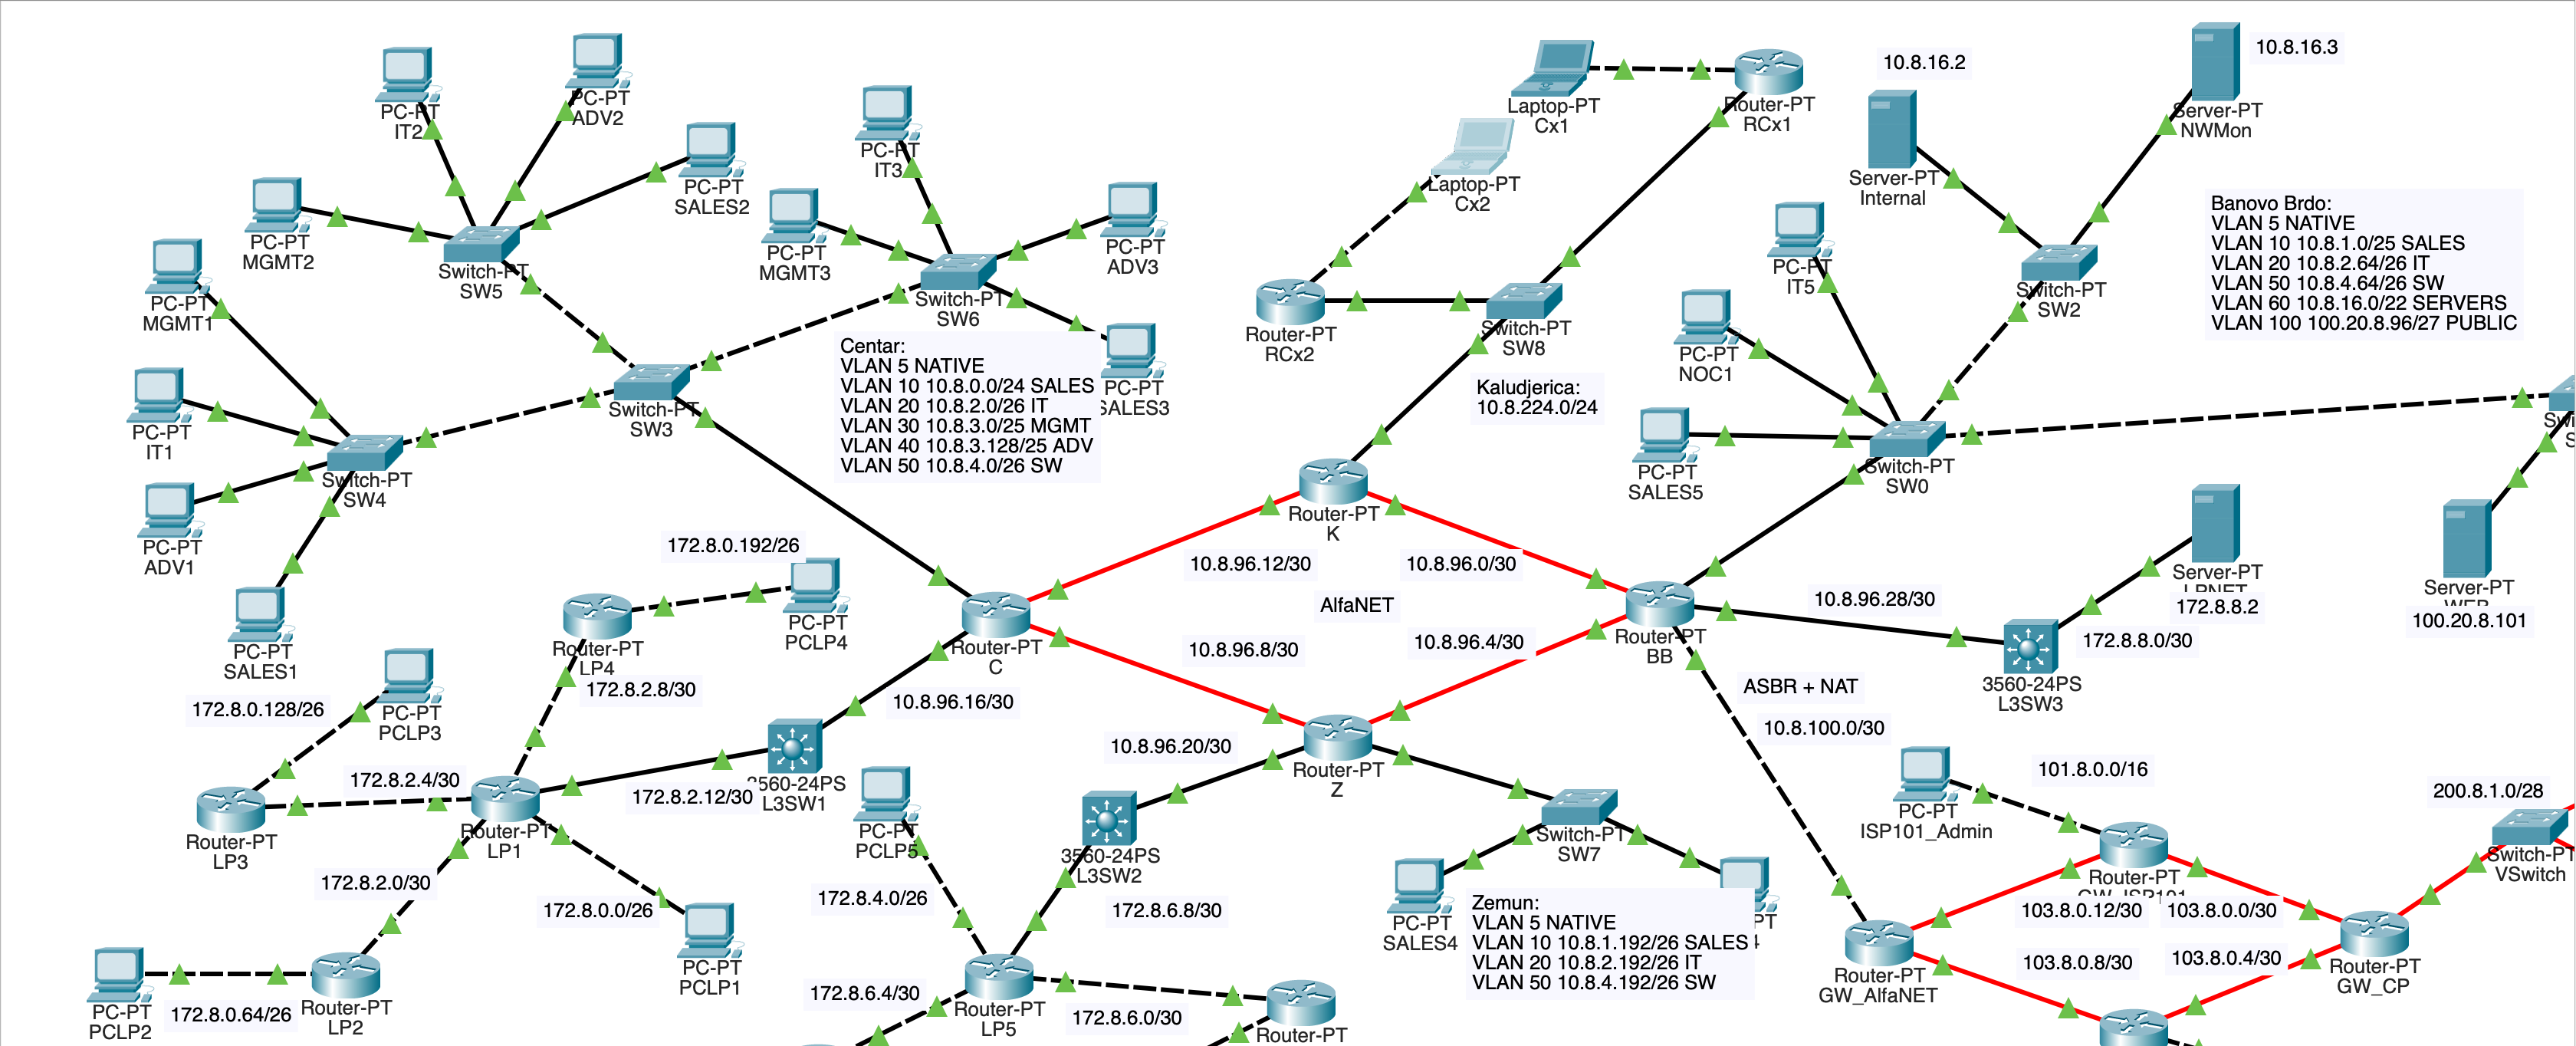 PC-PT
IT2
PC-PT
ADV2
PC-PT
SALES2
PC-PT
MGMT2
Switch-PT
SW5
PC-PT
MGMT1
PC-PT
IT1
PC-PT
ADV1
PC-PT
SALES1
Switch-PT
SW4
Switch-PT
SW3
PC-PT
IT3
PC-PT
MGMT3
PC-PT
ADV3
Switch-PT
SW6
PC-PT
SALES3
Centar:
VLAN 5 NATIVE
VLAN 10 10.8.0.0/24 SALES
VLAN 20 10.8.2.0/26 IT
VLAN 30 10.8.3.0/25 MGMT
VLAN 40 10.8.3.128/25 ADV
VLAN 50 10.8.4.0/26 SW
Laptop-PT
Cx1
Router-PT
RCx1
Laptop-PT
Cx2
Router-PT
RCx2
Switch-PT
SW8
Kaludjerica:
10.8.224.0/24
10.8.16.2
10.8.16.3
Server-PT
NWMon
Server-PT
Internal
PC-PT
IT5
PC-PT
NOC1
PC-PT
SALES5
Switch-PT
SW2
Switch-PT
SW0
Banovo Brdo:
VLAN 5 NATIVE
VLAN 10 10.8.1.0/25 SALES
VLAN 20 10.8.2.64/26 IT
VLAN 50 10.8.4.64/26 SW
VLAN 60 10.8.16.0/22 SERVERS
VLAN 100 100.20.8.96/27 PUBLIC
Server-PT
100.20.8.101
Server-PT
172.8.8.2
172.8.8.0/30
10.8.96.28/30
3560-24PS
L3SW3
Router-PT
K
10.8.96.12/30
10.8.96.0/30
AlfaNET
10.8.96.8/30
10.8.96.4/30
Router-PT
C
Router-PT
BB
Router-PT
Z
ASBR + NAT
10.8.100.0/30
172.8.0.192/26
PC-PT
PCLP4
Router-PT
LP4
172.8.2.8/30
172.8.0.128/26
PC-PT
PCLP3
172.8.2.4/30
Router-PT
LP3
Router-PT
LP1
172.8.2.12/30
3560-24PS
L3SW1
10.8.96.16/30
172.8.2.0/30
172.8.0.0/26
PC-PT
PCLP1
PC-PT
PCLP2
172.8.0.64/26
Router-PT
LP2
10.8.96.20/30
PC-PT
PCLP5
3560-24PS
L3SW2
172.8.4.0/26
172.8.6.8/30
172.8.6.4/30
Router-PT
LP5
172.8.6.0/30
Router-PT
Switch-PT
SW7
PC-PT
SALES4
Zemun:
VLAN 5 NATIVE
VLAN 10 10.8.1.192/26 SALES
VLAN 20 10.8.2.192/26 IT
VLAN 50 10.8.4.192/26 SW
PC-PT
ISP101_Admin
101.8.0.0/16
Router-PT
GW_ISP101
103.8.0.12/30
103.8.0.0/30
103.8.0.8/30
103.8.0.4/30
Router-PT
GW_AlfaNET
Router-PT
GW_CP
200.8.1.0/28
Switch-PT
VSwitch